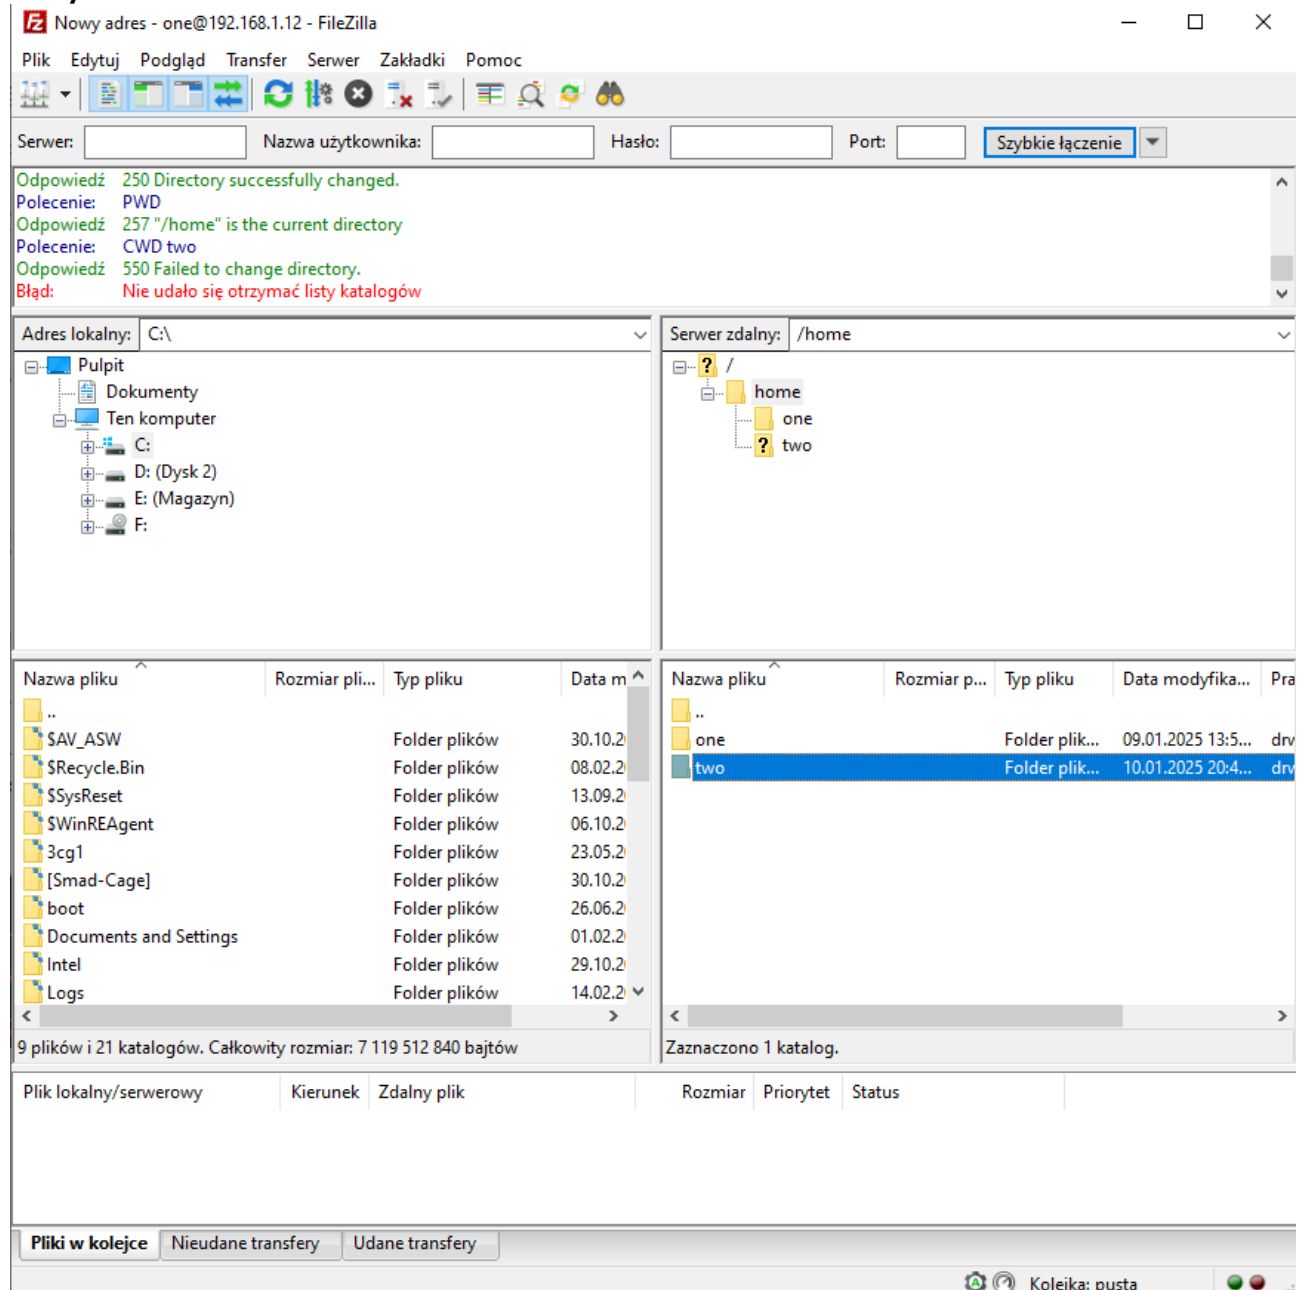 Nowy adres - one@192.168.1.12 - FileZilla
Plik Edytuj Podgląd Transfer Serwer Zakładki Pomoc
Serwer: Nazwa użytkownika: Hasło: Port: Szybkie łączenie
Odpowiedź 250 Directory successfully changed.
Polecenie: PWD
Odpowiedź 257 "/home" is the current directory
Polecenie: CWD two
Odpowiedź 550 Failed to change directory.
Błąd: Nie udało się otrzymać listy katalogów
Adres lokalny: C:\
Pulpit
Dokumenty
Ten komputer
C:
D: (Dysk 2)
E: (Magazyn)
F:
Serwer zdalny: /home
? /
home
one
? two
Nazwa pliku Rozmiar pli... Typ pliku Data m
..
$AV_ASW Folder plików 30.10.2
$Recycle.Bin Folder plików 08.02.2
$SysReset Folder plików 13.09.2
$WinREAgent Folder plików 06.10.2
3cg1 Folder plików 23.05.2
[Smad-Cage] Folder plików 30.10.2
boot Folder plików 26.06.2
Documents and Settings Folder plików 01.02.2
Intel Folder plików 29.10.2
Logs Folder plików 14.02.2
9 plików i 21 katalogów. Całkowity rozmiar: 7 119 512 840 bajtów
Nazwa pliku Rozmiar p... Typ pliku Data modyfika... Pra
..
one Folder plik... 09.01.2025 13:5... drw
two Folder plik... 10.01.2025 20:4... drw
Zaznaczono 1 katalog.
Plik lokalny/serwerowy Kierunek Zdalny plik Rozmiar Priorytet Status
Pliki w kolejce Nieudane transfery Udane transfery
Kolejka: pusta